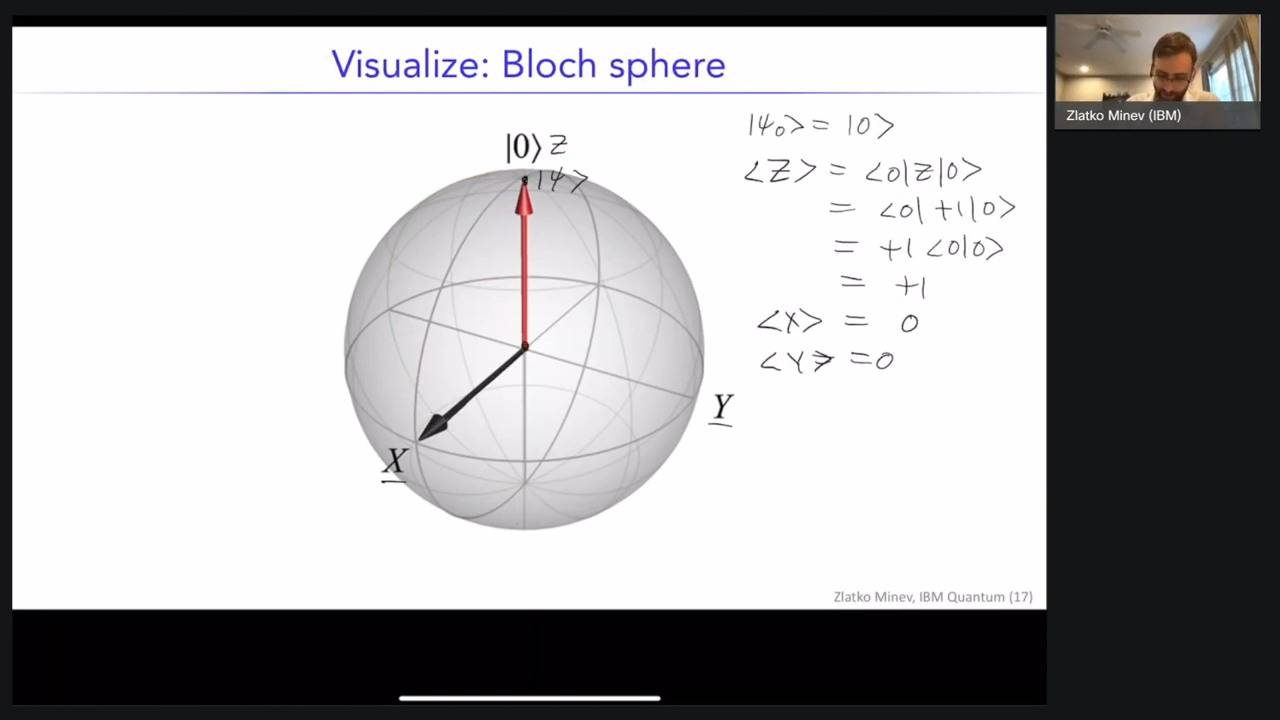 Visualize: Bloch sphere
|0⟩ Z
|ψ⟩
X
Y
|ψ₀⟩ = |0⟩
⟨Z⟩ = ⟨0|Z|0⟩
= ⟨0| +1|0⟩
= +1 ⟨0|0⟩
= +1
⟨X⟩ = 0
⟨Y⟩ = 0
Zlatko Minev, IBM Quantum (17)
Zlatko Minev (IBM)